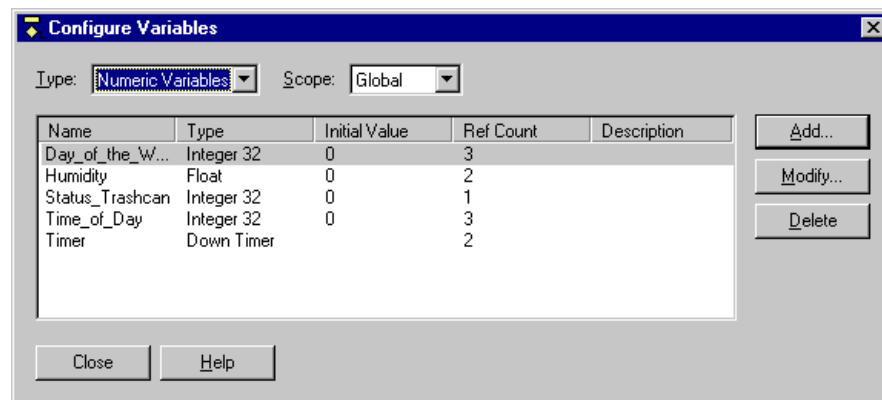 Configure Variables
Type: Numeric Variables Scope: Global
Name Type Initial Value Ref Count Description
Day_of_the_W... Integer 32 0 3
Humidity Float 0 2
Status_Trashcan Integer 32 0 1
Time_of_Day Integer 32 0 3
Timer Down Timer 2
Add...
Modify...
Delete
Close Help